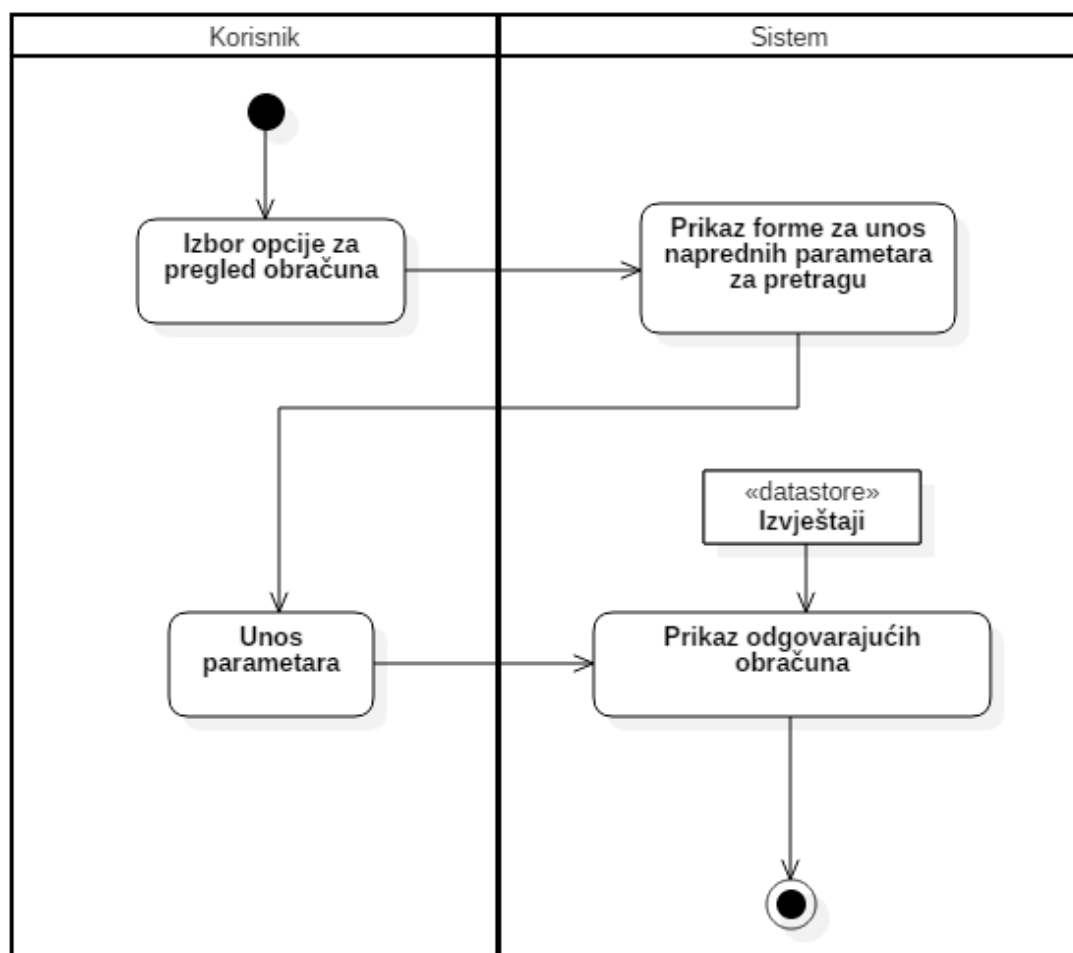 Korisnik
Sistem
Izbor opcije za
pregled obračuna
Prikaz forme za unos
naprednih parametara
za pretragu
«datastore»
Izvještaji
Unos
parametara
Prikaz odgovarajućih
obračuna